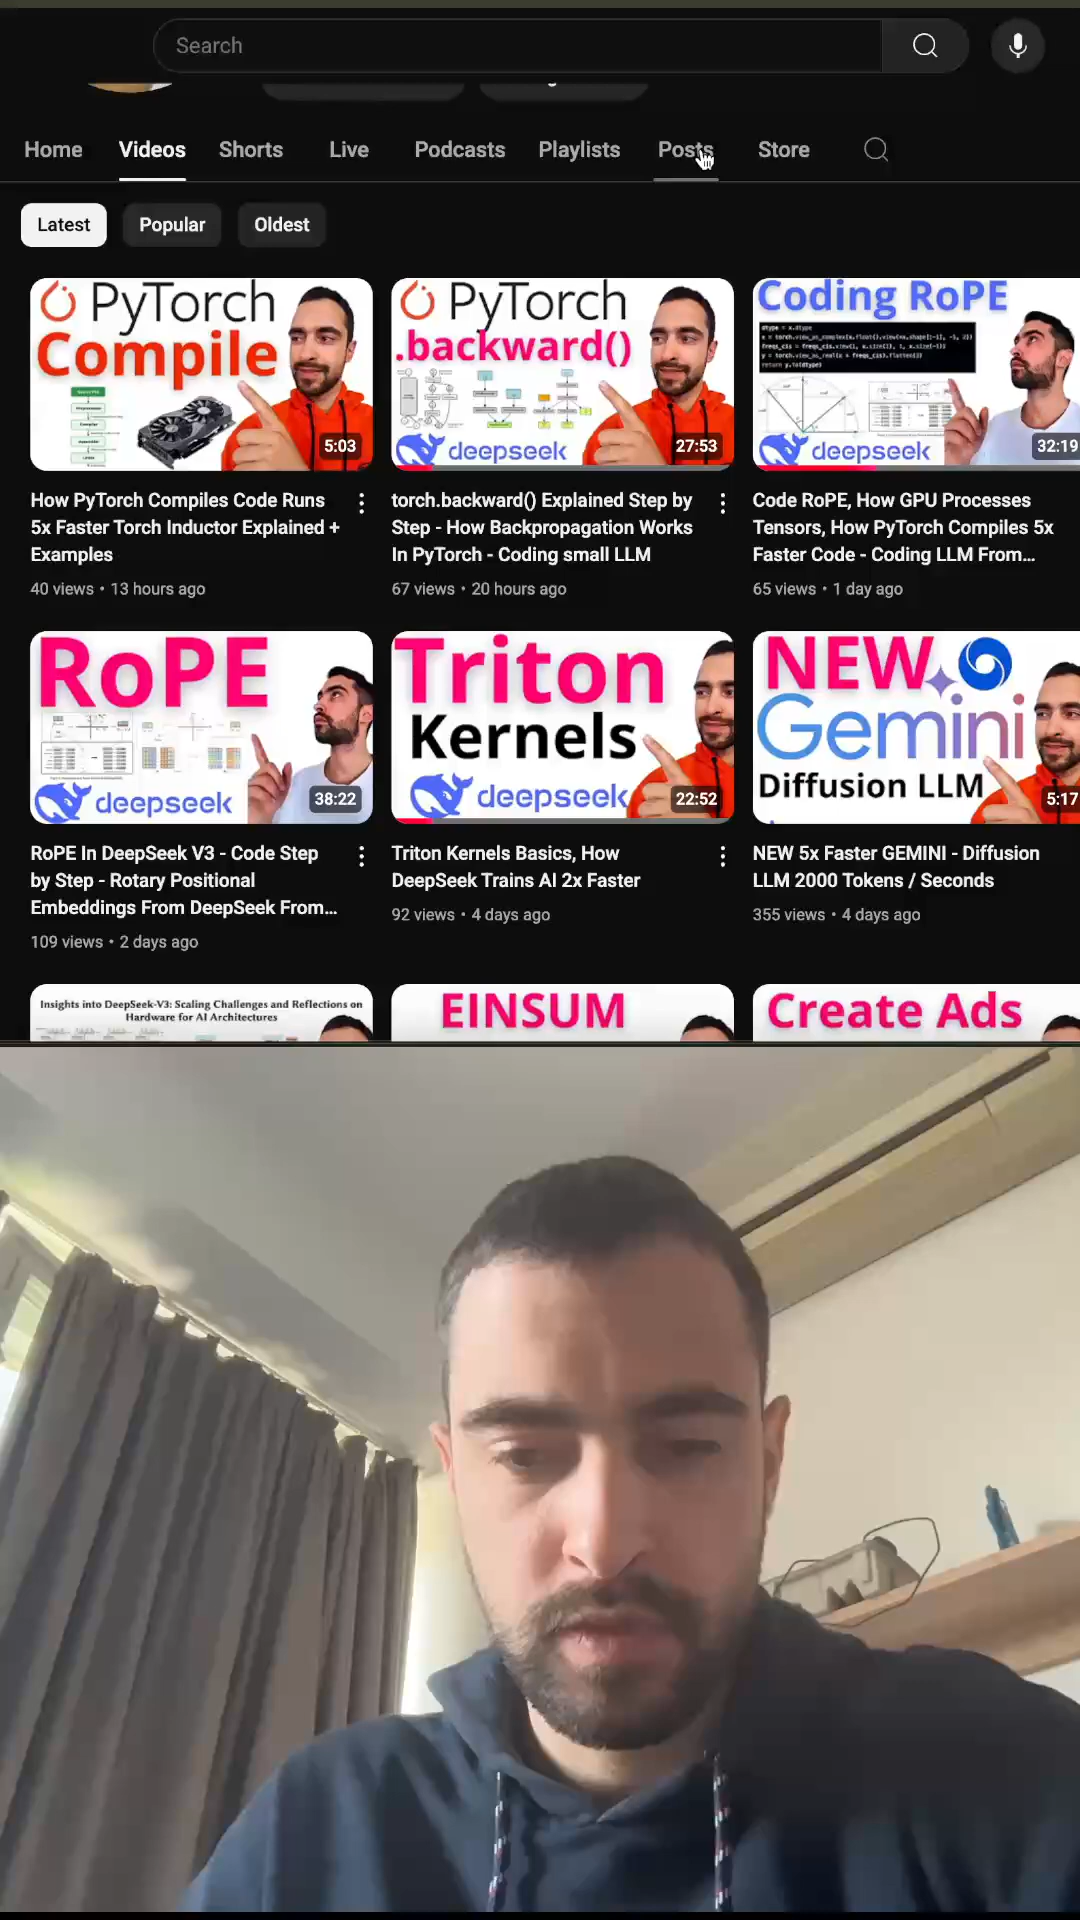 Search
Home Videos Shorts Live Podcasts Playlists Posts Store
Latest Popular Oldest
PyTorch
Compile
5:03
How PyTorch Compiles Code Runs
5x Faster Torch Inductor Explained +
Examples
40 views • 13 hours ago
PyTorch
.backward()
deepseek
27:53
torch.backward() Explained Step by
Step - How Backpropagation Works
In PyTorch - Coding small LLM
67 views • 20 hours ago
Coding RoPE
deepseek
32:19
Code RoPE, How GPU Processes
Tensors, How PyTorch Compiles 5x
Faster Code - Coding LLM From...
65 views • 1 day ago
RoPE
deepseek
38:22
RoPE In DeepSeek V3 - Code Step
by Step - Rotary Positional
Embeddings From DeepSeek From...
109 views • 2 days ago
Triton
Kernels
deepseek
22:52
Triton Kernels Basics, How
DeepSeek Trains AI 2x Faster
92 views • 4 days ago
NEW
Gemini
Diffusion LLM
5:17
NEW 5x Faster GEMINI - Diffusion
LLM 2000 Tokens / Seconds
355 views • 4 days ago
Insights into DeepSeek-V3: Scaling Challenges and Reflections on
Hardware for AI Architectures
EINSUM
Create Ads